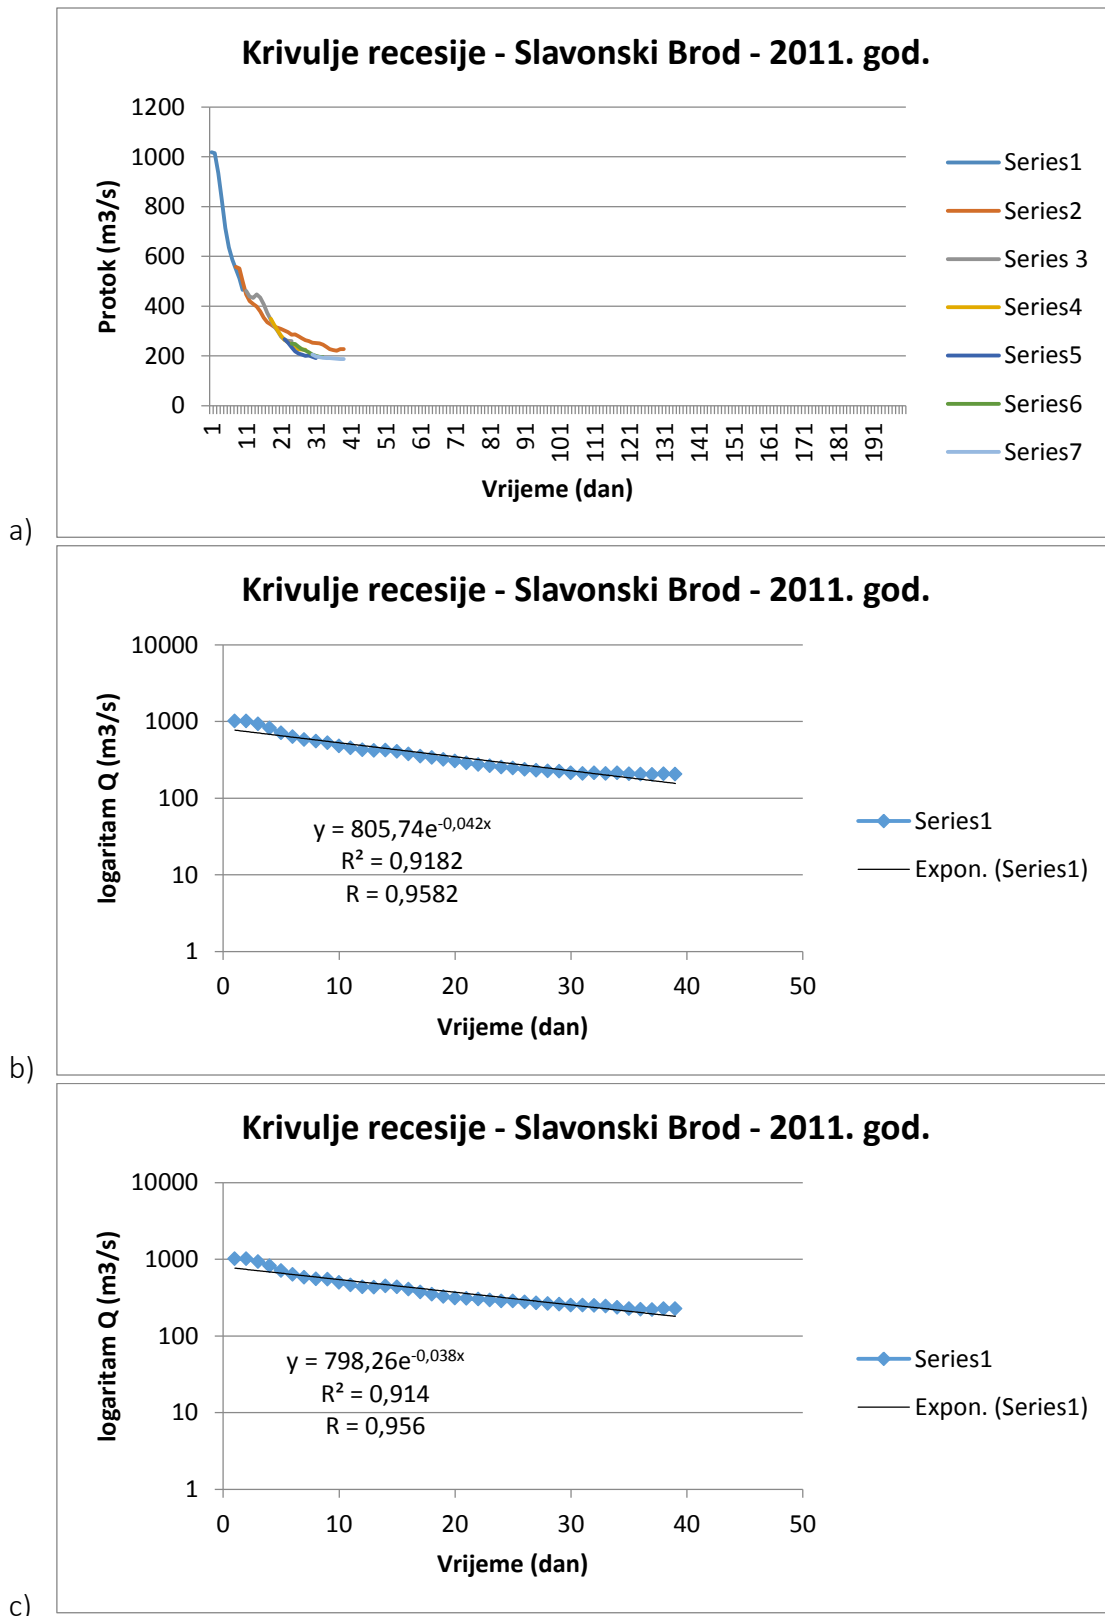 Krivulje recesije - Slavonski Brod - 2011. god.
Protok (m3/s)
1200
1000
800
600
400
200
0
1 11 21 31 41 51 61 71 81 91 101 111 121 131 141 151 161 171 181 191
Vrijeme (dan)
Series1
Series2
Series 3
Series4
Series5
Series6
Series7
a)
Krivulje recesije - Slavonski Brod - 2011. god.
logaritam Q (m3/s)
10000
1000
100
10
1
y = 805,74e^-0,042x
R² = 0,9182
R = 0,9582
0 10 20 30 40 50
Vrijeme (dan)
Series1
Expon. (Series1)
b)
Krivulje recesije - Slavonski Brod - 2011. god.
logaritam Q (m3/s)
10000
1000
100
10
1
y = 798,26e^-0,038x
R² = 0,914
R = 0,956
0 10 20 30 40 50
Vrijeme (dan)
Series1
Expon. (Series1)
c)